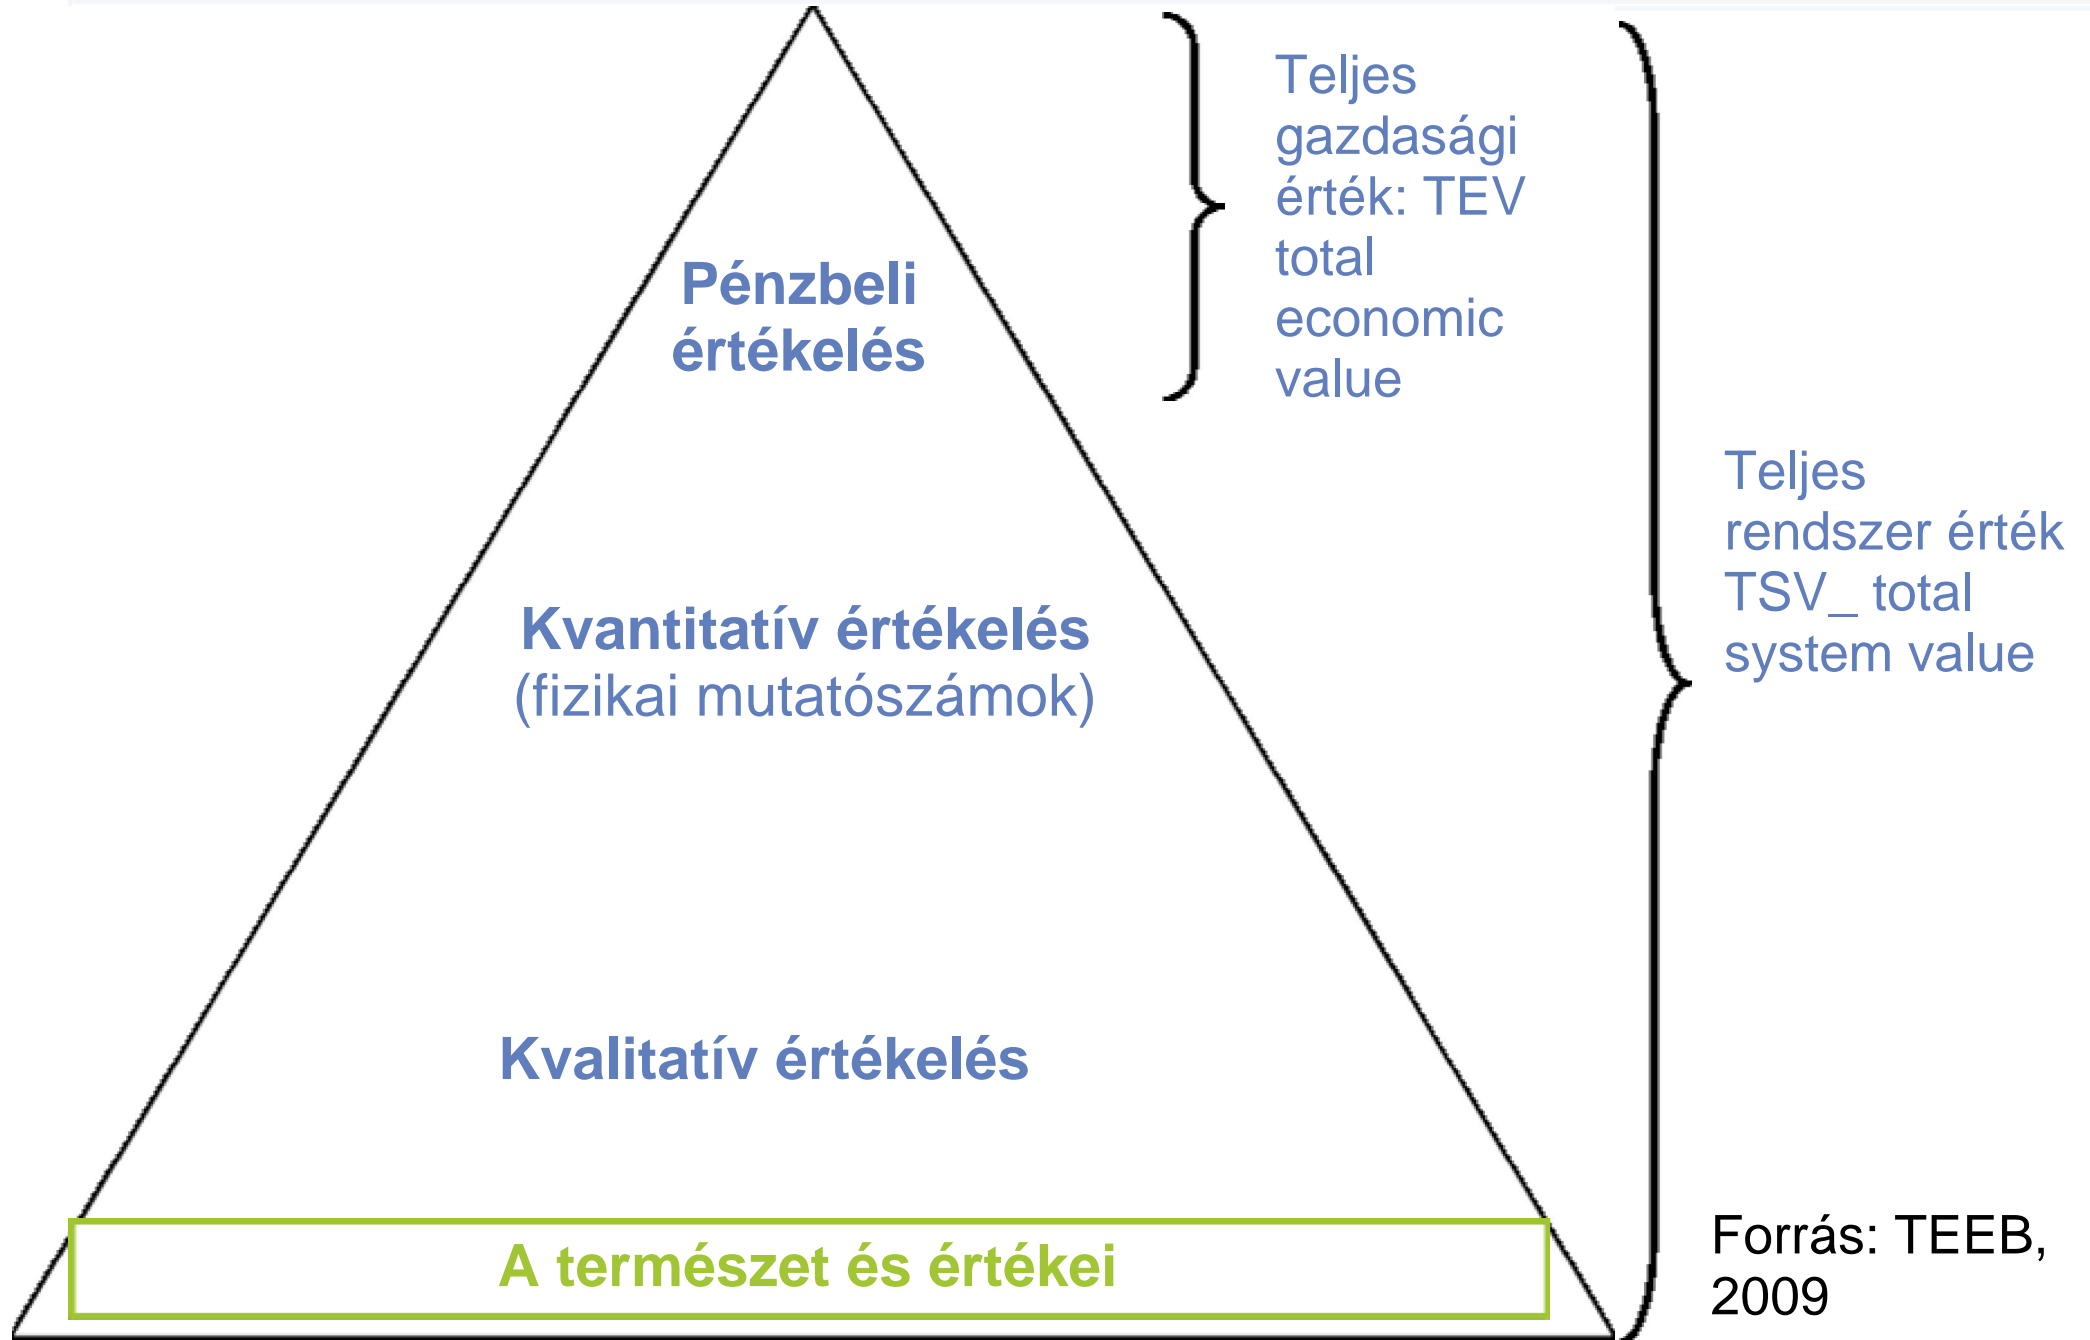 Pénzbeli
értékelés
Kvantitatív értékelés
(fizikai mutatószámok)
Kvalitatív értékelés
A természet és értékei
Teljes
gazdasági
érték: TEV
total
economic
value
Teljes
rendszer érték
TSV_ total
system value
Forrás: TEEB,
2009